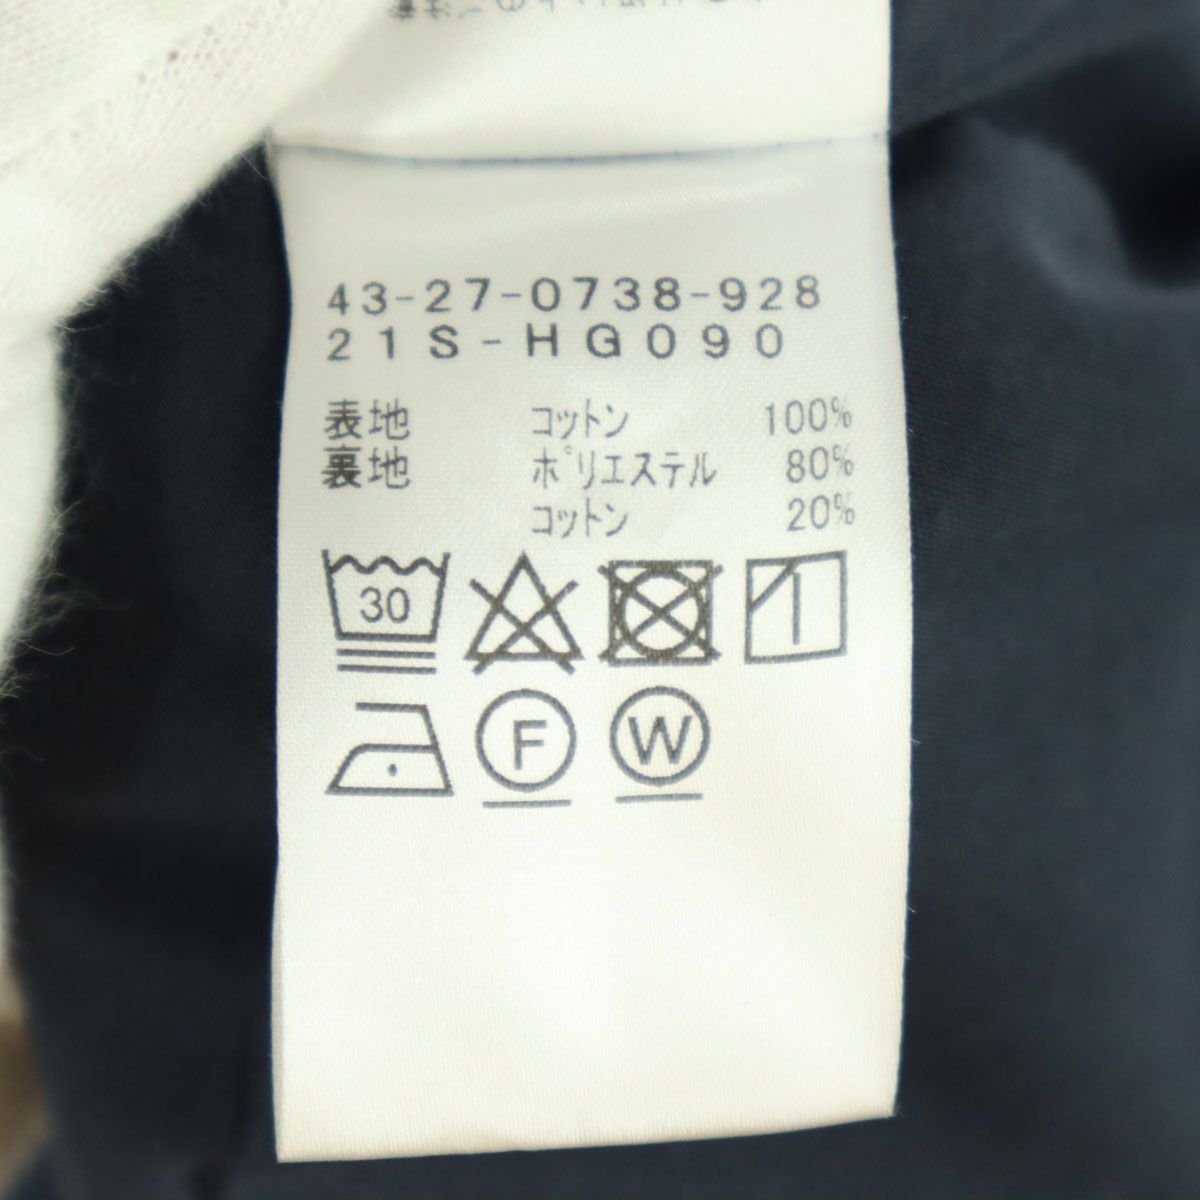 43-27-0738-928
21S-HG090
表地 コットン 100%
裏地 ポリエステル 80%
コットン 20%
30
F W